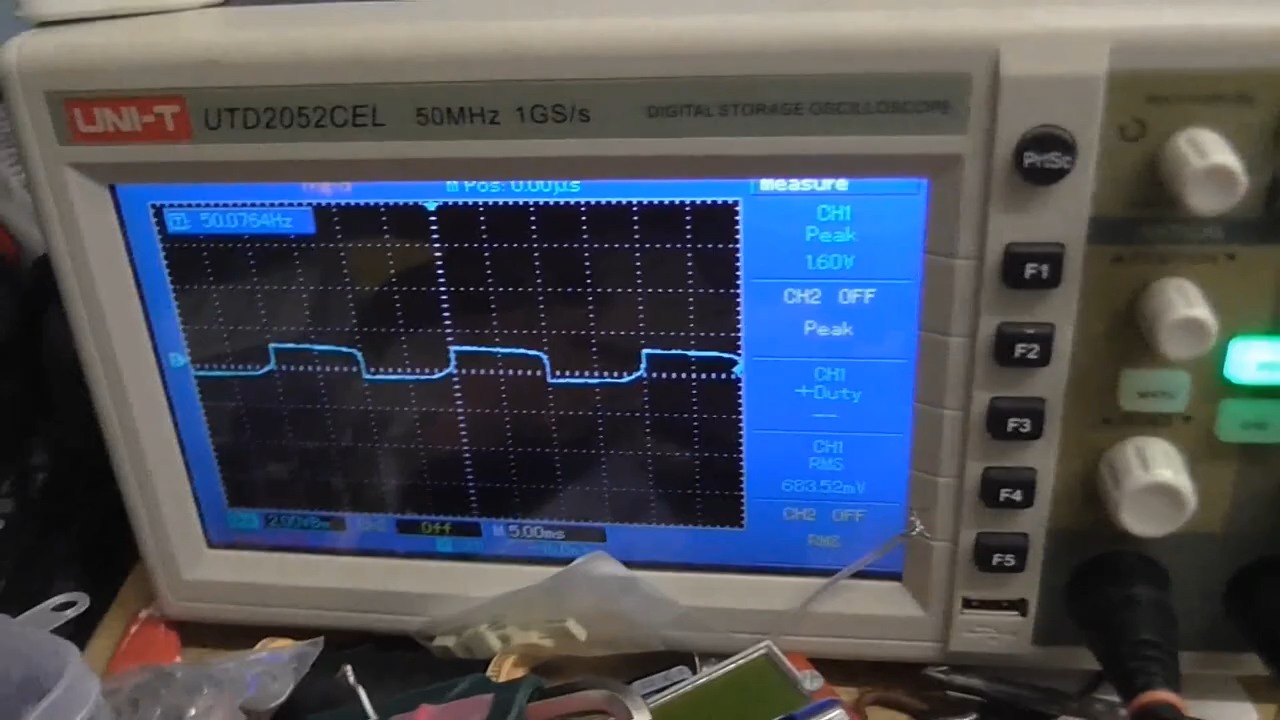 UNI-T UTD2052CEL 50MHz 1GS/s DIGITAL STORAGE OSCILLOSCOPE
PrtSc
M Pos: 0.00µs
Measure
50.0764Hz
CH1
Peak
1.60V
F1
CH2 OFF
Peak
F2
CH1
+Duty
---
F3
CH1
RMS
683.52mV
F4
CH2 OFF
RMS
F5
2.00V
Off
M 5.00ms